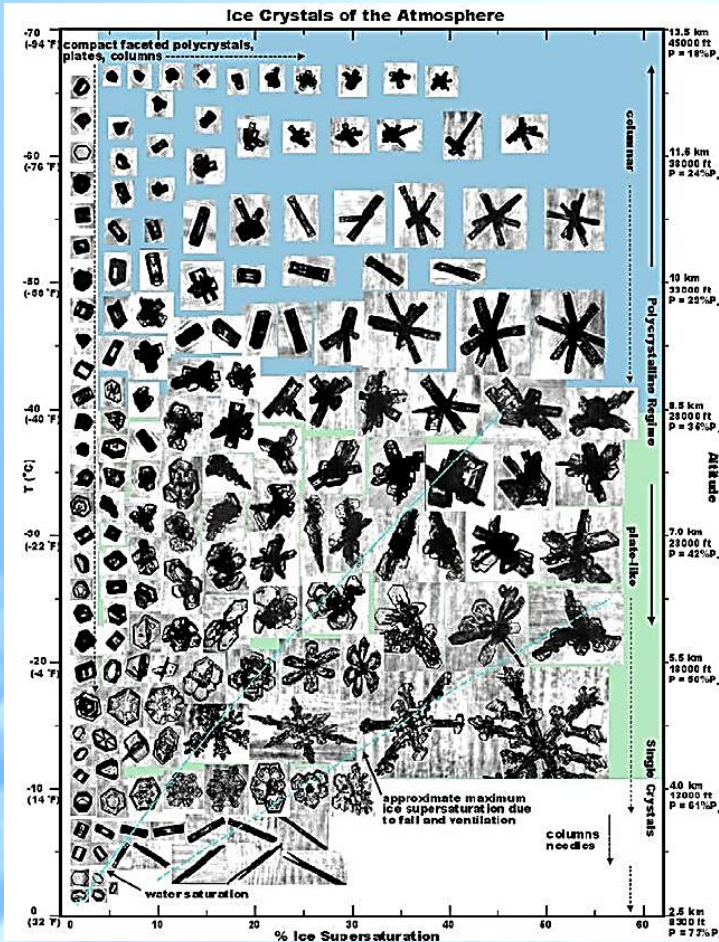 Ice Crystals of the Atmosphere
-70
(-94 °F)
compact faceted polycrystals,
plates, columns
13.5 km
45000 ft
P = 18%P
columnar
-60
(-76 °F)
11.5 km
38000 ft
P = 24%P
-50
10 km
33000 ft
P = 29%P
Polycrystalline Regime
-40
(-40 °F)
8.5 km
28000 ft
P = 36%P
T (°C)
Altitude
-30
(-22 °F)
7.0 km
23000 ft
P = 42%P
plate-like
-20
(-4 °F)
5.5 km
18000 ft
P = 50%P
Single Crystals
-10
(14 °F)
4.0 km
P = 61%P
approximate maximum
ice supersaturation due
to fall and ventilation
columns
needles
water saturation
0
(32 °F)
2.5 km
8300 ft
P = 73%P
0
10
20
30
40
50
60
% Ice Supersaturation